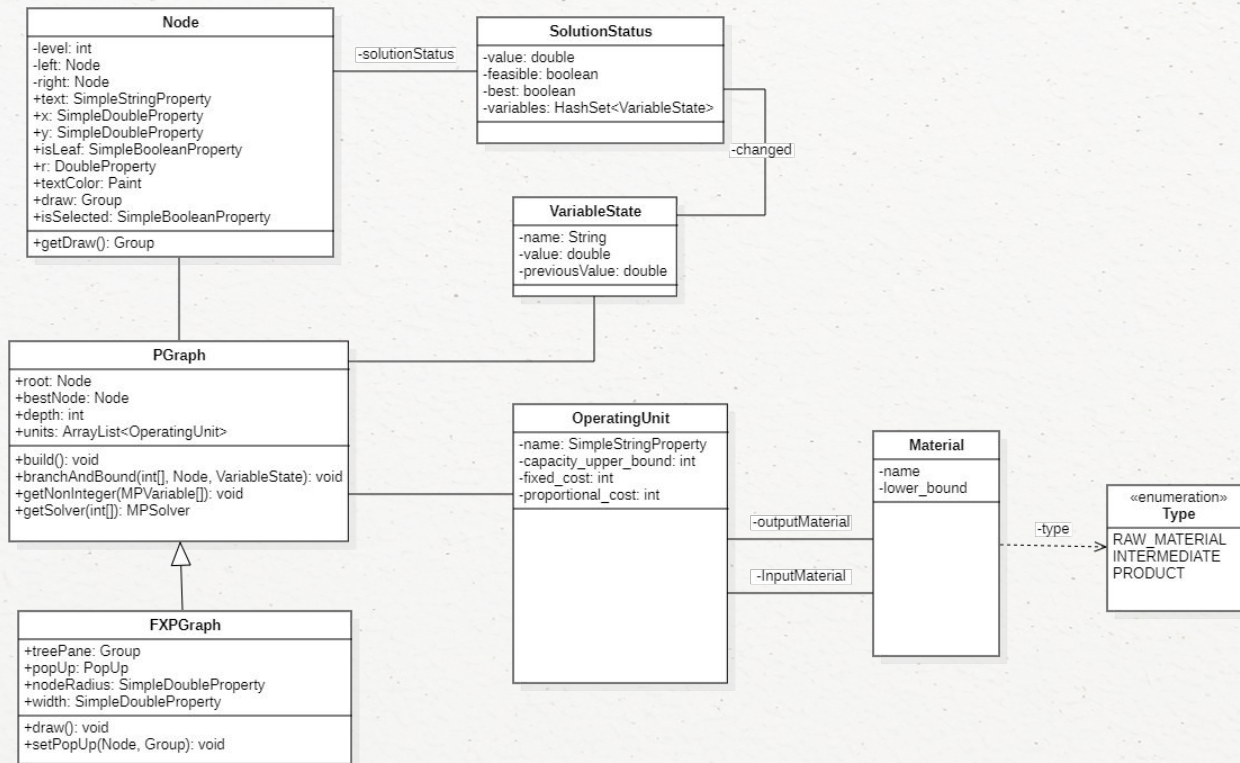 Node
-level: int
-left: Node
-right: Node
+text: SimpleStringProperty
+x: SimpleDoubleProperty
+y: SimpleDoubleProperty
+isLeaf: SimpleBooleanProperty
+r: DoubleProperty
+textColor: Paint
+draw: Group
+isSelected: SimpleBooleanProperty
+getDraw(): Group
-solutionStatus
SolutionStatus
-value: double
-feasible: boolean
-best: boolean
-variables: HashSet<VariableState>
-changed
VariableState
-name: String
-value: double
-previousValue: double
PGraph
+root: Node
+bestNode: Node
+depth: int
+units: ArrayList<OperatingUnit>
+build(): void
+branchAndBound(int[], Node, VariableState): void
+getNonInteger(MPVariable[]): void
+getSolver(int[]): MPSolver
OperatingUnit
-name: SimpleStringProperty
-capacity_upper_bound: int
-fixed_cost: int
-proportional_cost: int
-outputMaterial
-InputMaterial
Material
-name
-lower_bound
-type
«enumeration»
Type
RAW_MATERIAL
INTERMEDIATE
PRODUCT
FXPGraph
+treePane: Group
+popUp: PopUp
+nodeRadius: SimpleDoubleProperty
+width: SimpleDoubleProperty
+draw(): void
+setPopUp(Node, Group): void